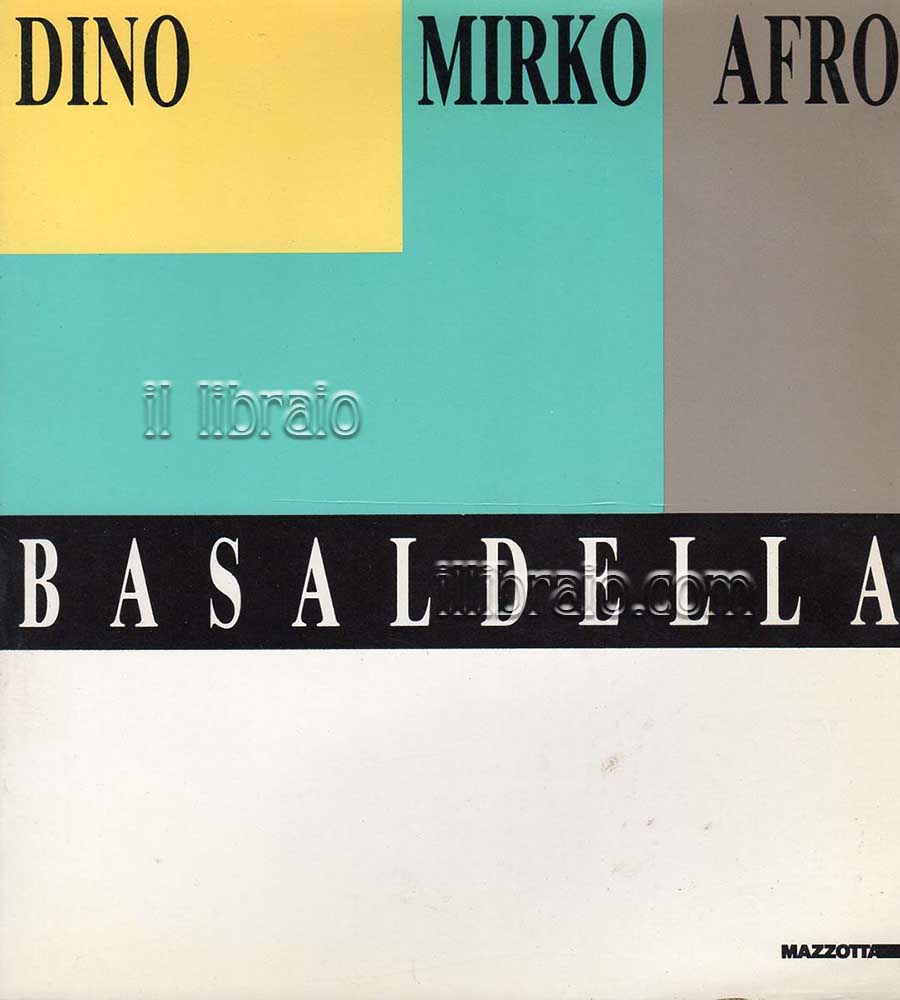 DINO MIRKO AFRO
il libraio
BASALDELLA
illibraio.com
MAZZOTTA